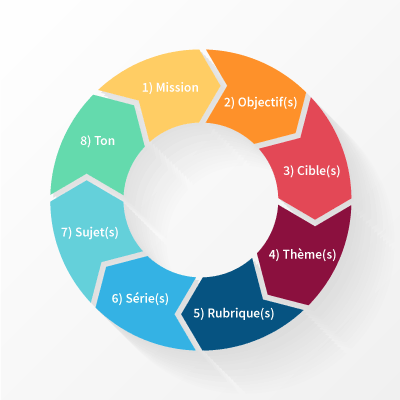 1) Mission
2) Objectif(s)
3) Cible(s)
4) Thème(s)
5) Rubrique(s)
6) Série(s)
7) Sujet(s)
8) Ton